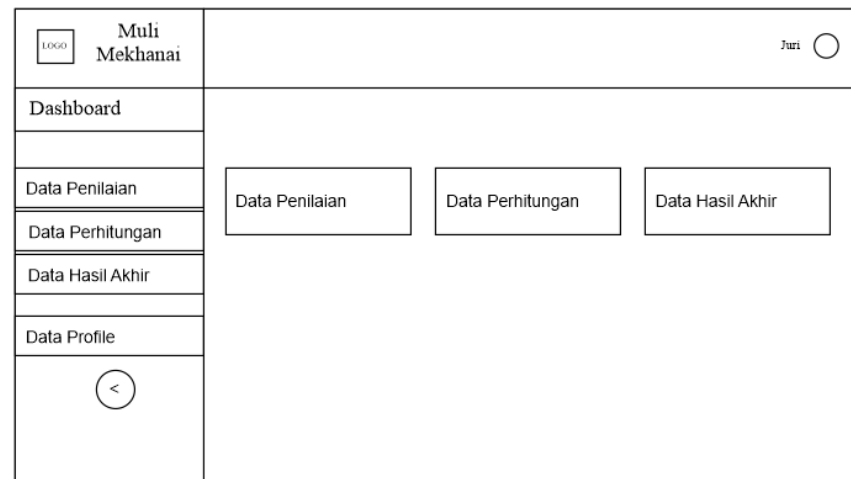 LOGO
Muli
Mekhanai
Juri
Dashboard
Data Penilaian
Data Perhitungan
Data Hasil Akhir
Data Profile
<
Data Penilaian
Data Perhitungan
Data Hasil Akhir